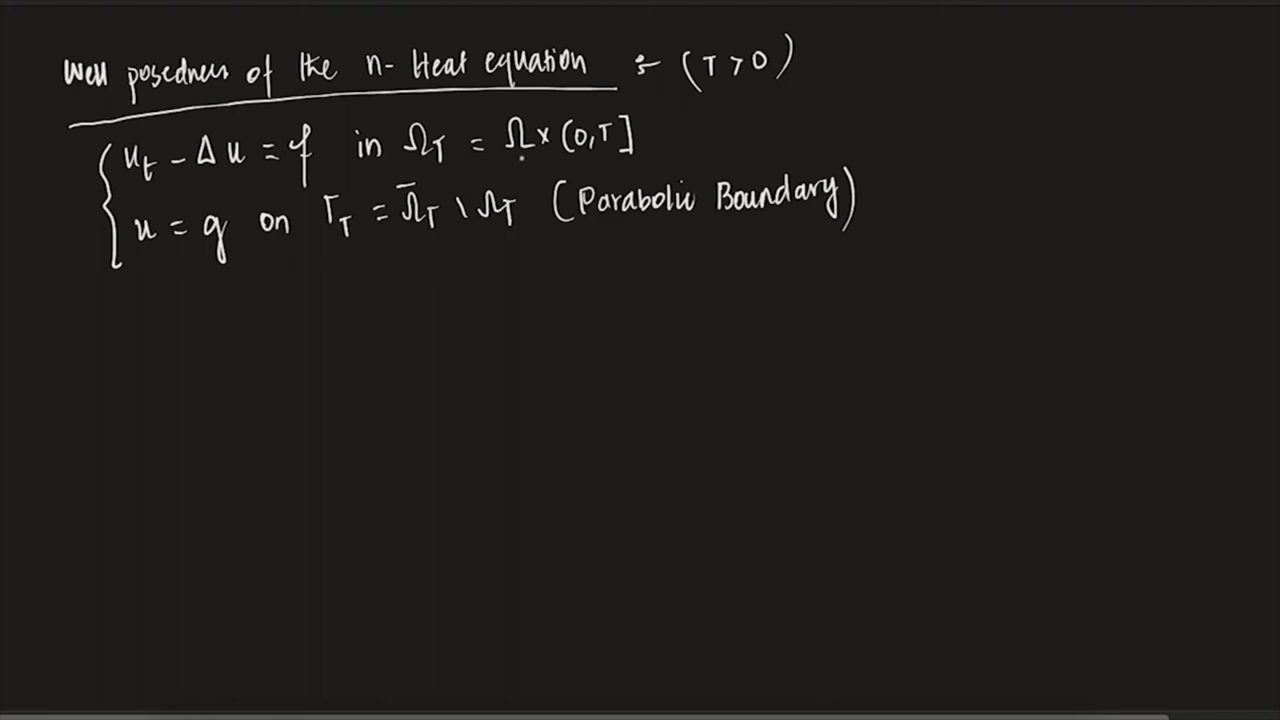 Well posedness of the n- Heat equation :- (T > 0)
{ u_t - Δu = f in Ω_T = Ω × (0,T]
u = g on Γ_T = Ω̄_T \ Ω_T (Parabolic Boundary)